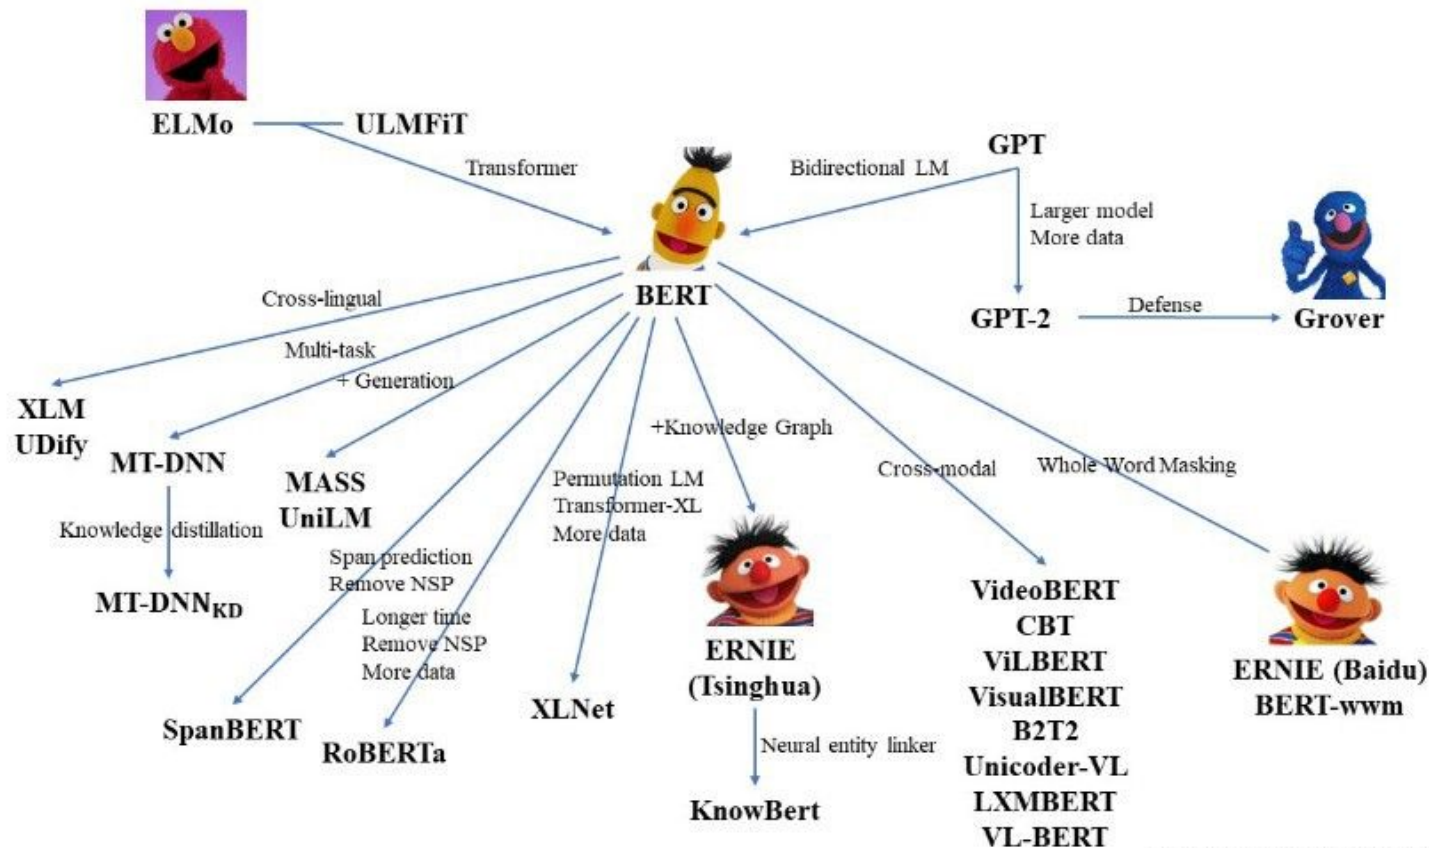 ELMo
ULMFiT
GPT
Transformer
Bidirectional LM
Larger model
More data
BERT
Cross-lingual
GPT-2
Defense
Grover
Multi-task
+ Generation
XLM
UDify
MT-DNN
+Knowledge Graph
Cross-modal
Whole Word Masking
MASS
UniLM
Permutation LM
Transformer-XL
More data
Knowledge distillation
Span prediction
Remove NSP
MT-DNNKD
Longer time
Remove NSP
More data
VideoBERT
CBT
ViLBERT
VisualBERT
B2T2
Unicoder-VL
LXMBERT
VL-BERT
ERNIE
(Tsinghua)
ERNIE (Baidu)
BERT-wwm
XLNet
SpanBERT
RoBERTa
Neural entity linker
KnowBert